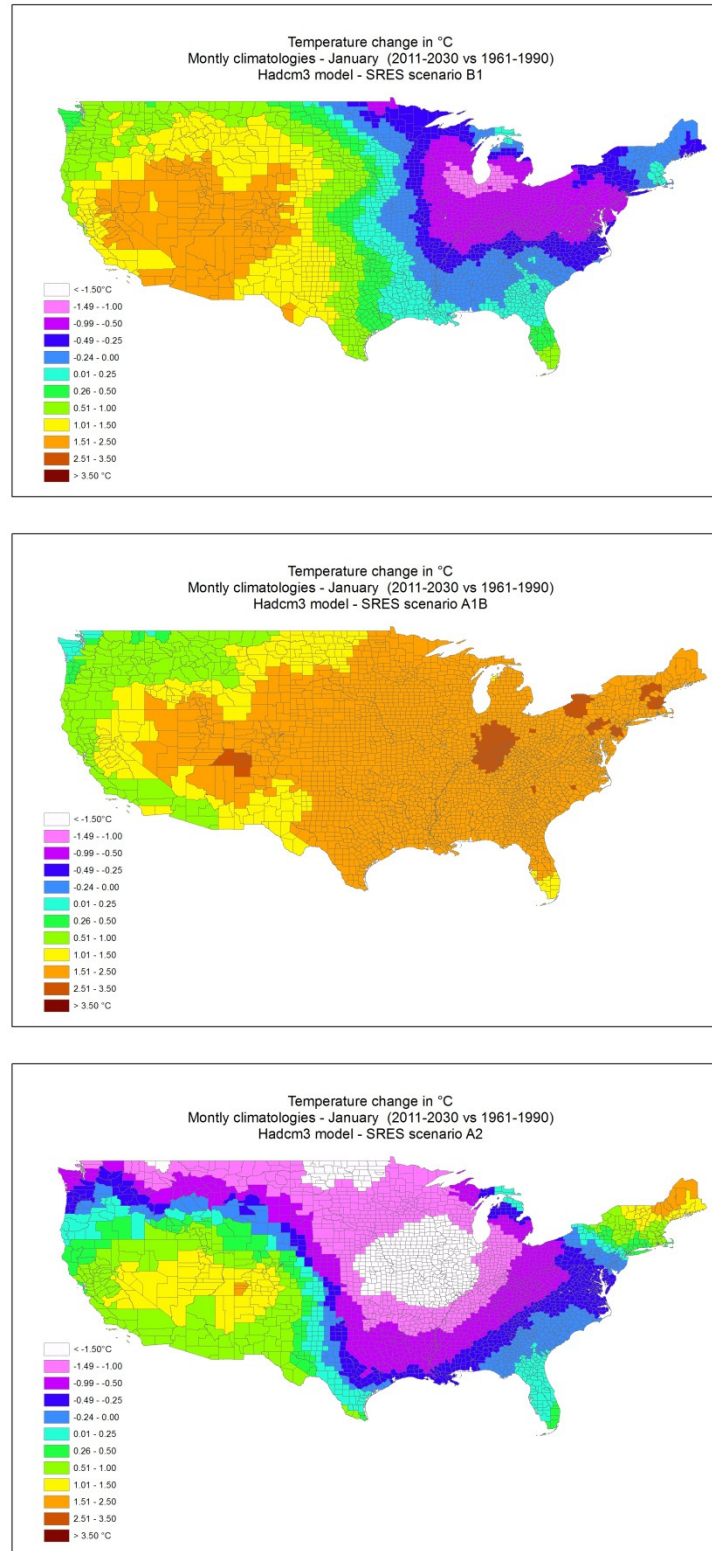 Temperature change in °C
Montly climatologies - January  (2011-2030 vs 1961-1990)
Hadcm3 model - SRES scenario B1
< -1.50°C
-1.49 - -1.00
-0.99 - -0.50
-0.49 - -0.25
-0.24 - 0.00
0.01 - 0.25
0.26 - 0.50
0.51 - 1.00
1.01 - 1.50
1.51 - 2.50
2.51 - 3.50
> 3.50 °C
Temperature change in °C
Montly climatologies - January  (2011-2030 vs 1961-1990)
Hadcm3 model - SRES scenario A1B
< -1.50°C
-1.49 - -1.00
-0.99 - -0.50
-0.49 - -0.25
-0.24 - 0.00
0.01 - 0.25
0.26 - 0.50
0.51 - 1.00
1.01 - 1.50
1.51 - 2.50
2.51 - 3.50
> 3.50 °C
Temperature change in °C
Montly climatologies - January  (2011-2030 vs 1961-1990)
Hadcm3 model - SRES scenario A2
< -1.50°C
-1.49 - -1.00
-0.99 - -0.50
-0.49 - -0.25
-0.24 - 0.00
0.01 - 0.25
0.26 - 0.50
0.51 - 1.00
1.01 - 1.50
1.51 - 2.50
2.51 - 3.50
> 3.50 °C